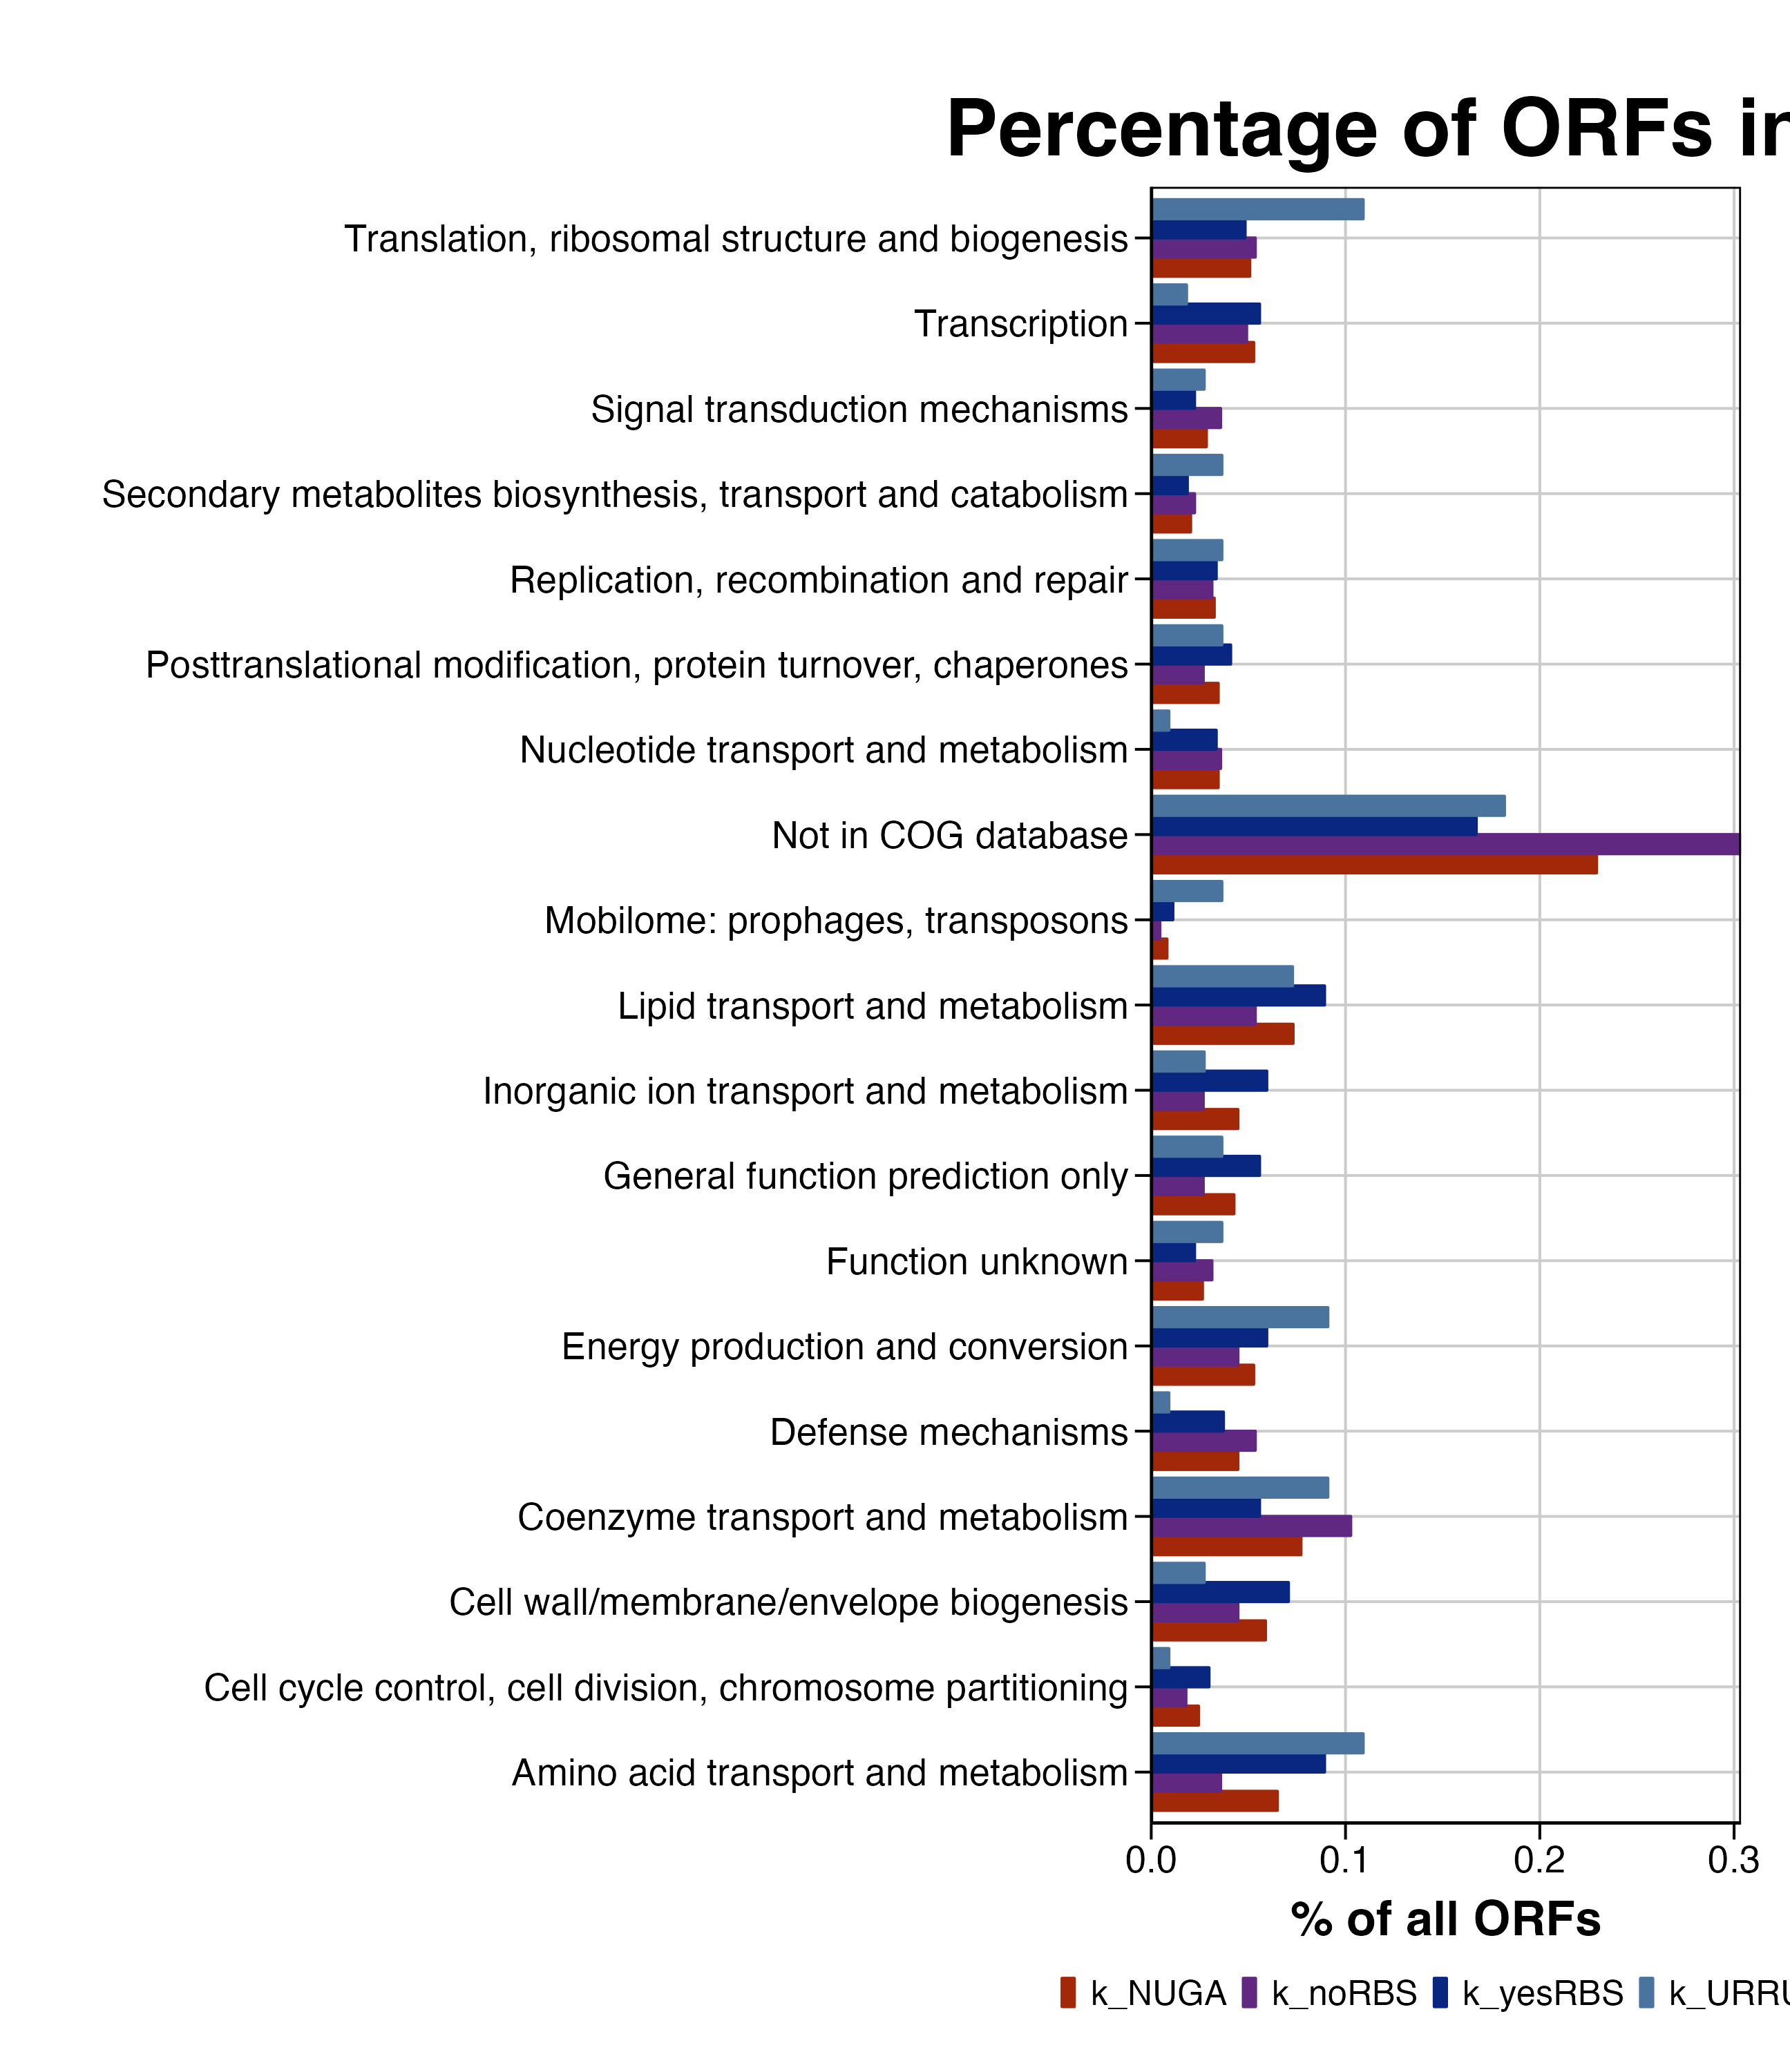 Percentage of ORFs in
Translation, ribosomal structure and biogenesis
Transcription
Signal transduction mechanisms
Secondary metabolites biosynthesis, transport and catabolism
Replication, recombination and repair
Posttranslational modification, protein turnover, chaperones
Nucleotide transport and metabolism
Not in COG database
Mobilome: prophages, transposons
Lipid transport and metabolism
Inorganic ion transport and metabolism
General function prediction only
Function unknown
Energy production and conversion
Defense mechanisms
Coenzyme transport and metabolism
Cell wall/membrane/envelope biogenesis
Cell cycle control, cell division, chromosome partitioning
Amino acid transport and metabolism
0.0 0.1 0.2 0.3
% of all ORFs
k_NUGA k_noRBS k_yesRBS k_URRU